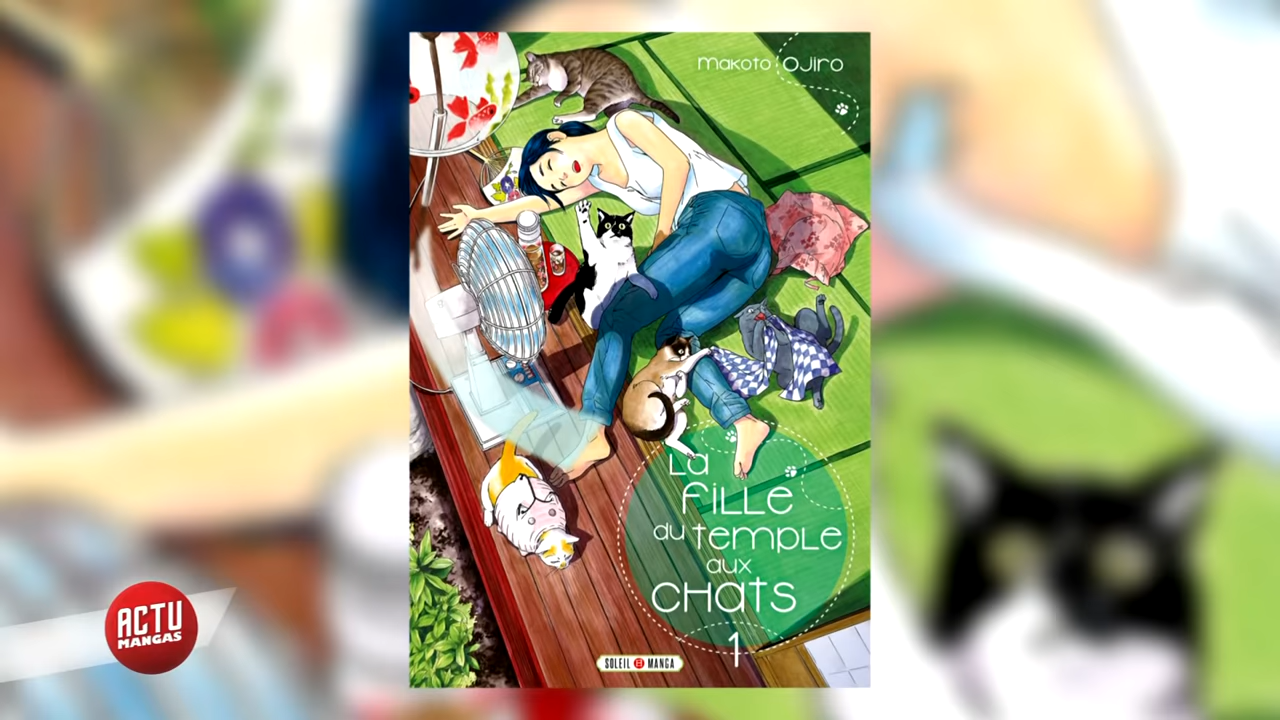 makoto OJiro
La
fille
du temple
aux
chats
1
SOLEIL MANGA
ACTU
MANGAS